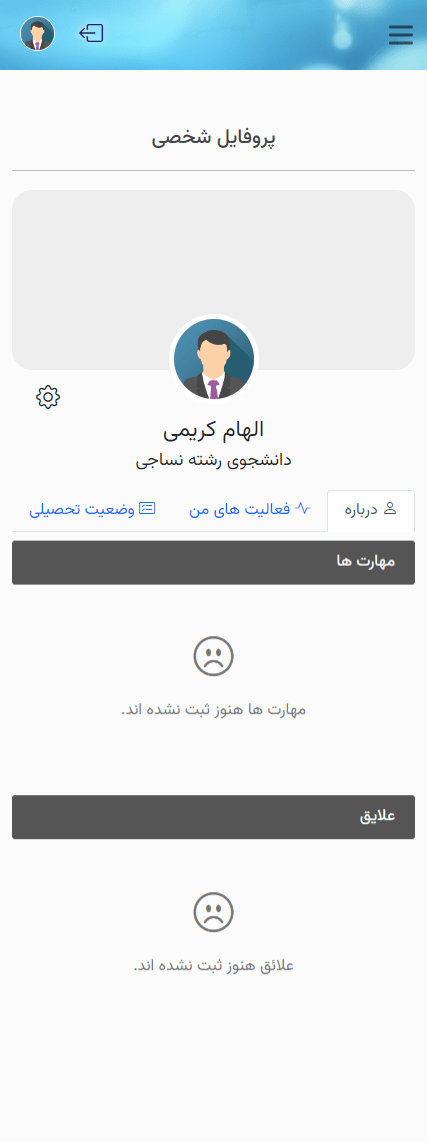 پروفایل شخصی
الهام کریمی
دانشجوی رشته نساجی
درباره
فعالیت های من
وضعیت تحصیلی
مهارت ها
مهارت ها هنوز ثبت نشده اند.
علایق
علائق هنوز ثبت نشده اند.